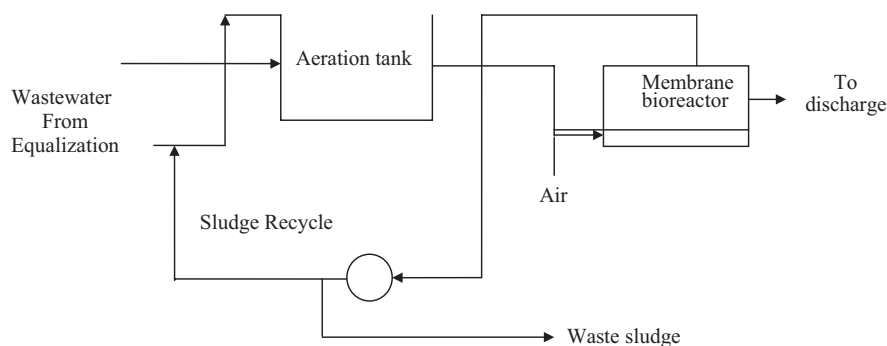 Aeration tank
Membrane
bioreactor
To
discharge
Wastewater
From
Equalization
Air
Sludge Recycle
Waste sludge